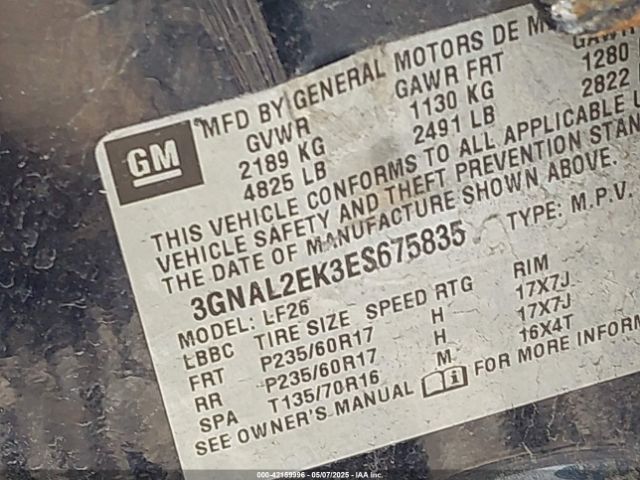 GM
MFD BY GENERAL MOTORS DE M
GVWR GAWR FRT GAWR
2189 KG 1130 KG 1280
4825 LB 2491 LB 2822
THIS VEHICLE CONFORMS TO ALL APPLICABLE
VEHICLE SAFETY AND THEFT PREVENTION STAN
THE DATE OF MANUFACTURE SHOWN ABOVE.
3GNAL2EK3ES675835 TYPE: M.P.V.
MODEL: LF26
LBBC TIRE SIZE SPEED RTG RIM
FRT P235/60R17 H 17X7J
RR P235/60R17 H 17X7J
SPA T135/70R16 M 16X4T
SEE OWNER'S MANUAL FOR MORE INFORM
000-42159996 - 05/07/2025 - IAA Inc.